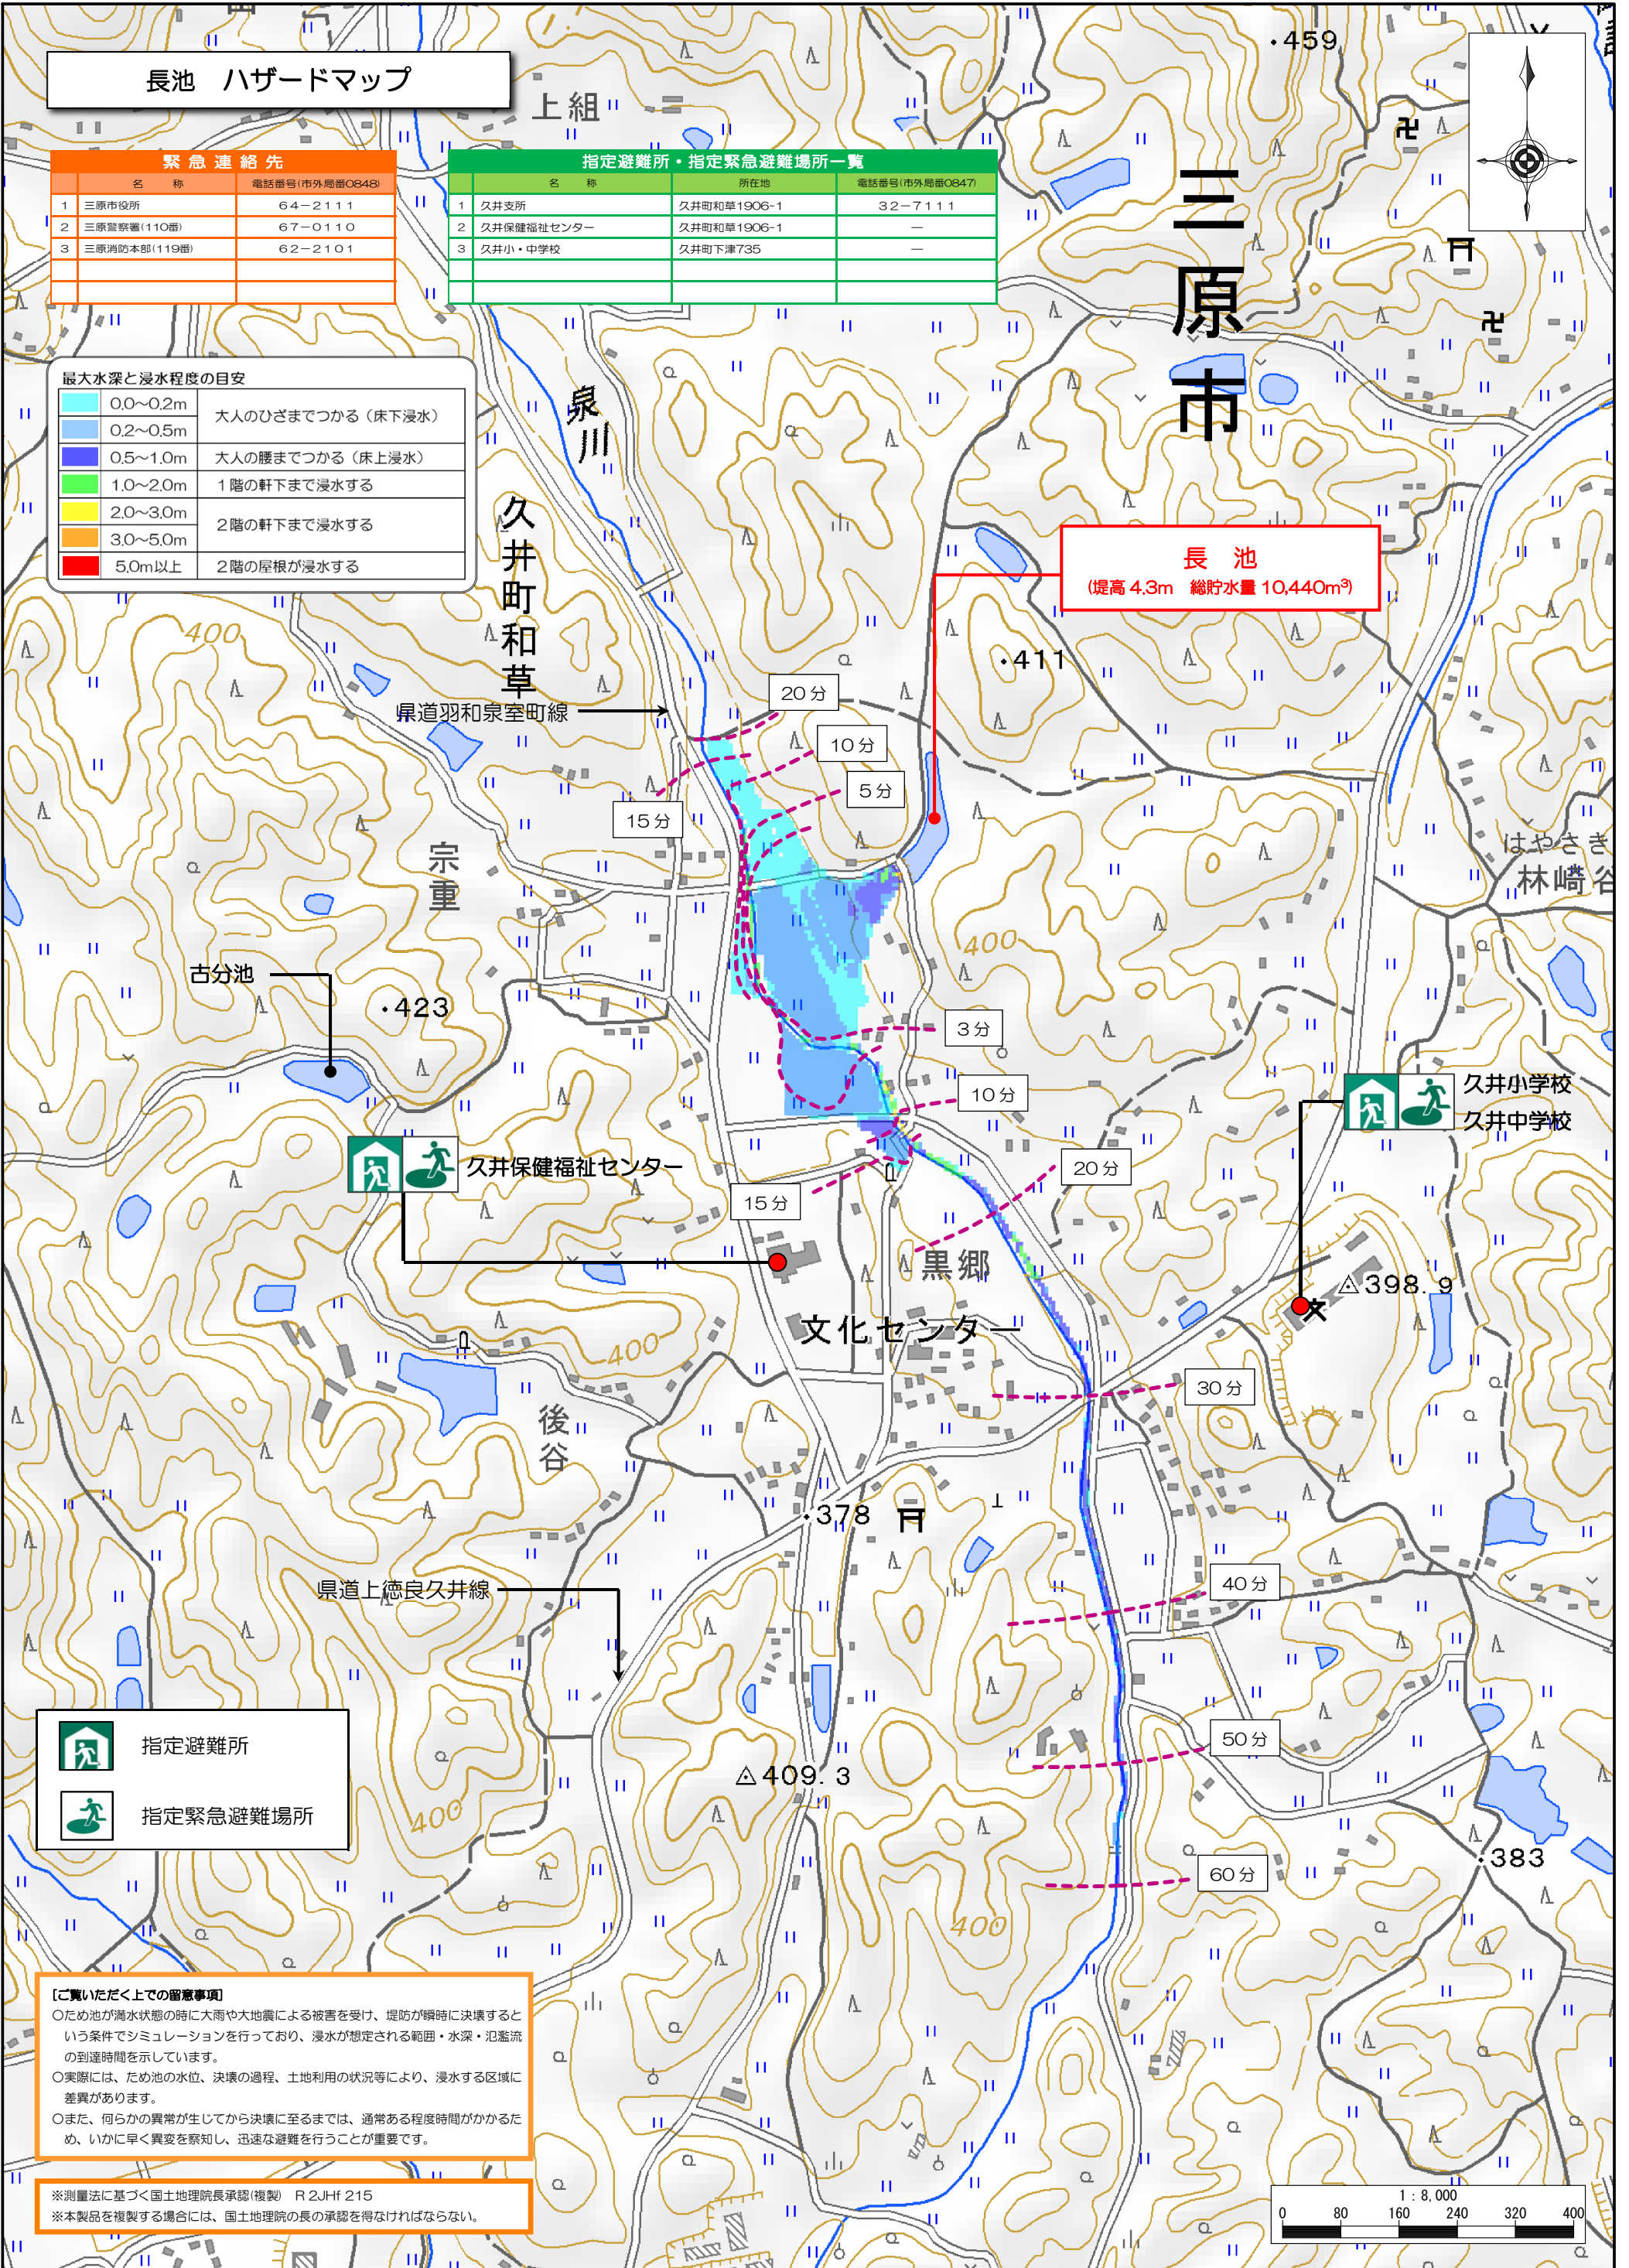 長池　ハザードマップ
緊急連絡先
名　称　電話番号(市外局番0848)
1　三原市役所　64-2111
2　三原警察署(110番)　67-0110
3　三原消防本部(119番)　62-2101
指定避難所・指定緊急避難場所一覧
名　称　所在地　電話番号(市外局番0847)
1　久井支所　久井町和草1906-1　32-7111
2　久井保健福祉センター　久井町和草1906-1　―
3　久井小・中学校　久井町下津735　―
最大水深と浸水程度の目安
0.0～0.2m　大人のひざまでつかる（床下浸水）
0.2～0.5m
0.5～1.0m　大人の腰までつかる（床上浸水）
1.0～2.0m　1階の軒下まで浸水する
2.0～3.0m　2階の軒下まで浸水する
3.0～5.0m
5.0m以上　2階の屋根が浸水する
上組
・459
三原市
泉川
久井町和草
400
長　池
(堤高 4.3m　総貯水量 10,440m³)
・411
県道羽和泉室町線
20分
10分
5分
15分
宗重
はやさき
林崎谷
400
古分池
・423
3分
10分
久井小学校
久井中学校
久井保健福祉センター
20分
15分
黒郷
398.9
文化センター
400
30分
後谷
・378
県道上徳良久井線
40分
50分
指定避難所
指定緊急避難場所
409.3
400
・383
60分
400
[ご覧いただく上での留意事項]
○ため池が満水状態の時に大雨や大地震による被害を受け、堤防が瞬時に決壊すると
いう条件でシミュレーションを行っており、浸水が想定される範囲・水深・氾濫流
の到達時間を示しています。
○実際には、ため池の水位、決壊の過程、土地利用の状況等により、浸水する区域に
差異があります。
○また、何らかの異常が生じてから決壊に至るまでは、通常ある程度時間がかかるた
め、いかに早く異変を察知し、迅速な避難を行うことが重要です。
※測量法に基づく国土地理院長承認(複製)　R 2JHf 215
※本製品を複製する場合には、国土地理院の長の承認を得なければならない。
1：8,000
0　80　160　240　320　400